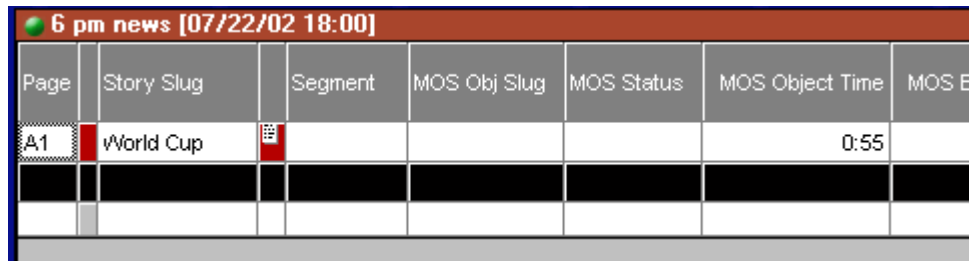 6 pm news [07/22/02 18:00]
Page Story Slug Segment MOS Obj Slug MOS Status MOS Object Time MOS E
A1 World Cup 0:55